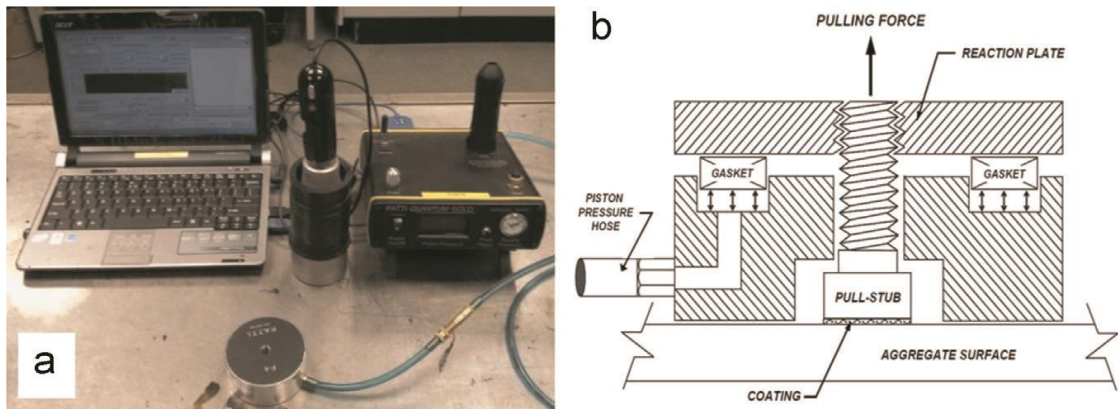 a
acer
PATTI QUANTUM GOLD
PATTI
b
PULLING FORCE
REACTION PLATE
GASKET
GASKET
PISTON
PRESSURE
HOSE
PULL-STUB
AGGREGATE SURFACE
COATING